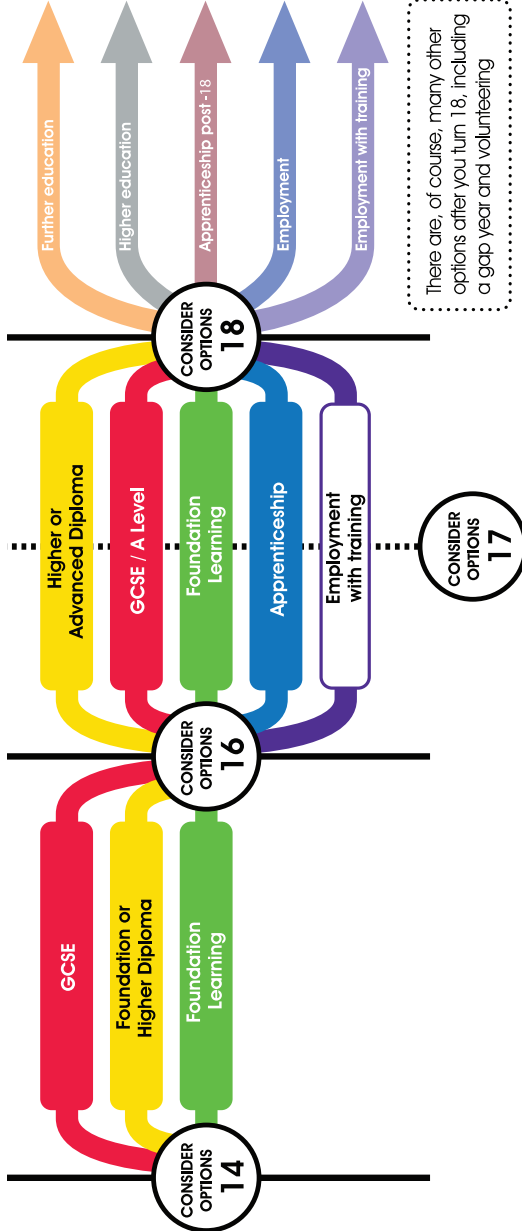 CONSIDER
OPTIONS
14
GCSE
Foundation or
Higher Diploma
Foundation
Learning
CONSIDER
OPTIONS
16
Higher or
Advanced Diploma
GCSE / A Level
Foundation
Learning
Apprenticeship
Employment
with training
CONSIDER
OPTIONS
17
CONSIDER
OPTIONS
18
Further education
Higher education
Apprenticeship post -18
Employment
Employment with training
There are, of course, many other
options after you turn 18, including
a gap year and volunteering